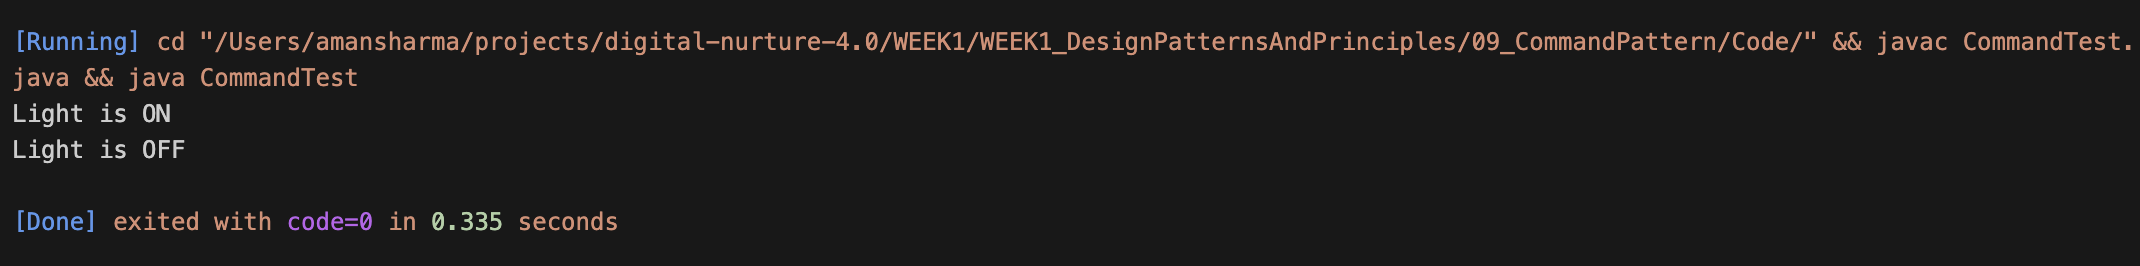 [Running] cd "/Users/amansharma/projects/digital-nurture-4.0/WEEK1/WEEK1_DesignPatternsAndPrinciples/09_CommandPattern/Code/" && javac CommandTest.
java && java CommandTest
Light is ON
Light is OFF
[Done] exited with code=0 in 0.335 seconds